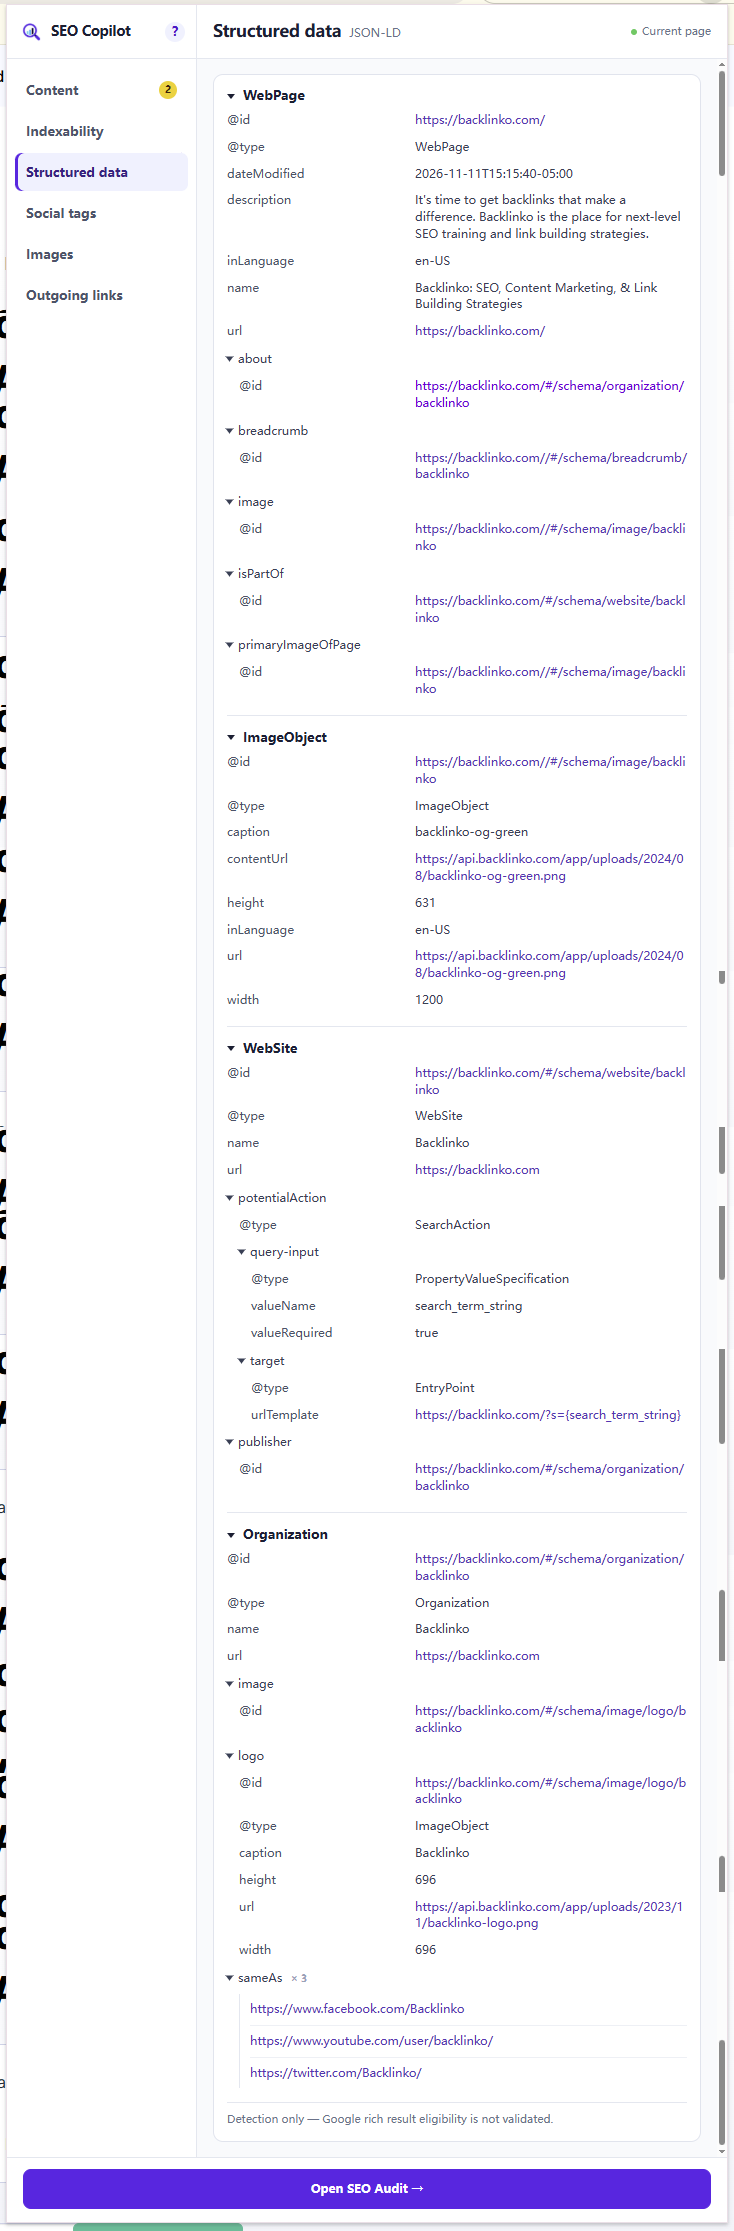 SEO Copilot
?
Content
2
Indexability
Structured data
Social tags
Images
Outgoing links
Structured data JSON-LD
Current page
WebPage
@id https://backlinko.com/
@type WebPage
dateModified 2026-11-11T15:15:40-05:00
description It's time to get backlinks that make a
difference. Backlinko is the place for next-level
SEO training and link building strategies.
inLanguage en-US
name Backlinko: SEO, Content Marketing, & Link
Building Strategies
url https://backlinko.com/
about
@id https://backlinko.com/#/schema/organization/
backlinko
breadcrumb
@id https://backlinko.com//#/schema/breadcrumb/
backlinko
image
@id https://backlinko.com//#/schema/image/backli
nko
isPartOf
@id https://backlinko.com/#/schema/website/backl
inko
primaryImageOfPage
@id https://backlinko.com//#/schema/image/backli
nko
ImageObject
@id https://backlinko.com//#/schema/image/backli
nko
@type ImageObject
caption backlinko-og-green
contentUrl https://api.backlinko.com/app/uploads/2024/0
8/backlinko-og-green.png
height 631
inLanguage en-US
url https://api.backlinko.com/app/uploads/2024/0
8/backlinko-og-green.png
width 1200
WebSite
@id https://backlinko.com/#/schema/website/backl
inko
@type WebSite
name Backlinko
url https://backlinko.com
potentialAction
@type SearchAction
query-input
@type PropertyValueSpecification
valueName search_term_string
valueRequired true
target
@type EntryPoint
urlTemplate https://backlinko.com/?s={search_term_string}
publisher
@id https://backlinko.com/#/schema/organization/
backlinko
Organization
@id https://backlinko.com/#/schema/organization/
backlinko
@type Organization
name Backlinko
url https://backlinko.com
image
@id https://backlinko.com/#/schema/image/logo/b
acklinko
logo
@id https://backlinko.com/#/schema/image/logo/b
acklinko
@type ImageObject
caption Backlinko
height 696
url https://api.backlinko.com/app/uploads/2023/1
1/backlinko-logo.png
width 696
sameAs × 3
https://www.facebook.com/Backlinko
https://www.youtube.com/user/backlinko/
https://twitter.com/Backlinko/
Detection only — Google rich result eligibility is not validated.
Open SEO Audit →